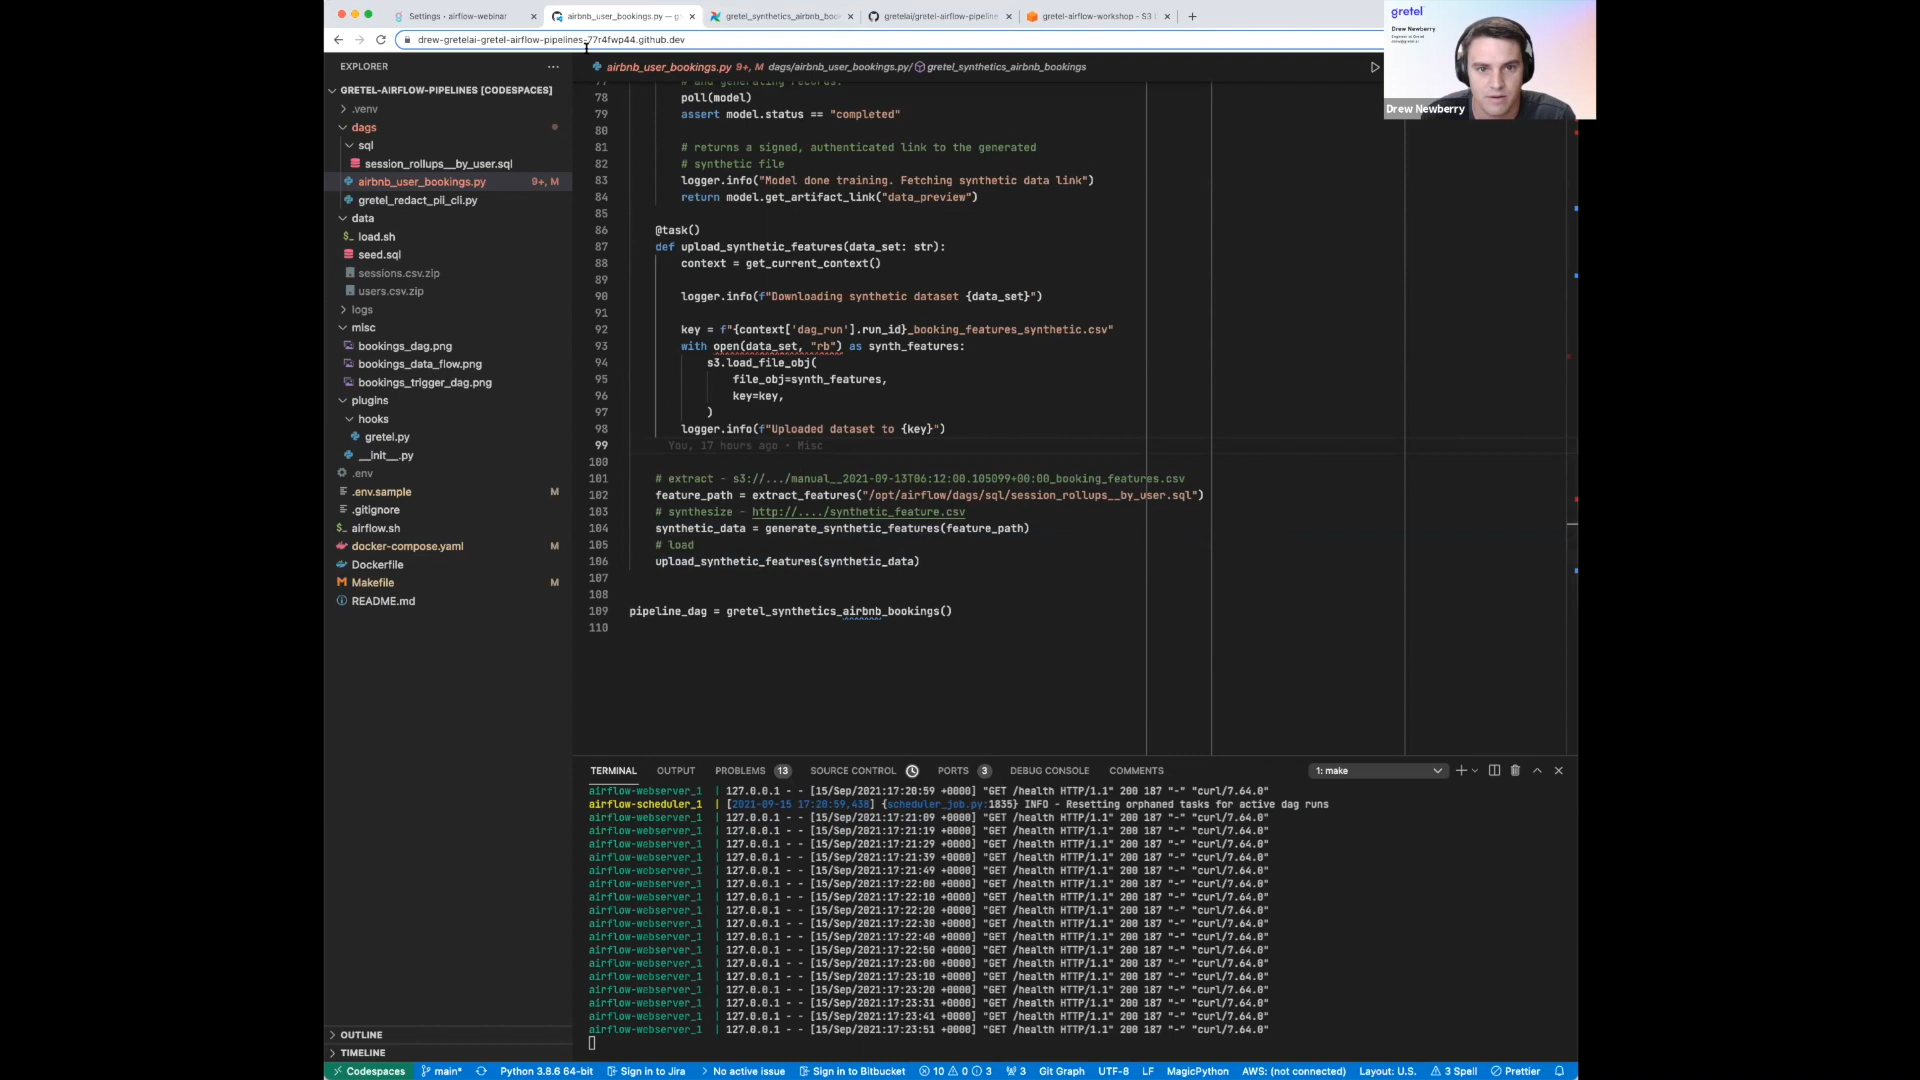 Settings · airflow-webinar
airbnb_user_bookings.py — g
gretel_synthetics_airbnb_boo
gretelai/gretel-airflow-pipeline
gretel-airflow-workshop - S3
drew-gretelai-gretel-airflow-pipelines-77r4fwp44.github.dev
gretel
Drew Newberry
Drew Newberry
EXPLORER
GRETEL-AIRFLOW-PIPELINES [CODESPACES]
.venv
dags
sql
session_rollups__by_user.sql
airbnb_user_bookings.py 9+, M
gretel_redact_pii_cli.py
data
load.sh
seed.sql
sessions.csv.zip
users.csv.zip
logs
misc
bookings_dag.png
bookings_data_flow.png
bookings_trigger_dag.png
plugins
hooks
gretel.py
__init__.py
.env
.env.sample M
.gitignore
airflow.sh
docker-compose.yaml M
Dockerfile
Makefile M
README.md
OUTLINE
TIMELINE
airbnb_user_bookings.py 9+, M dags/airbnb_user_bookings.py/ gretel_synthetics_airbnb_bookings
77 # and generating records.
78 poll(model)
79 assert model.status == "completed"
80
81 # returns a signed, authenticated link to the generated
82 # synthetic file
83 logger.info("Model done training. Fetching synthetic data link")
84 return model.get_artifact_link("data_preview")
85
86 @task()
87 def upload_synthetic_features(data_set: str):
88 context = get_current_context()
89
90 logger.info(f"Downloading synthetic dataset {data_set}")
91
92 key = f"{context['dag_run'].run_id}_booking_features_synthetic.csv"
93 with open(data_set, "rb") as synth_features:
94 s3.load_file_obj(
95 file_obj=synth_features,
96 key=key,
97 )
98 logger.info(f"Uploaded dataset to {key}")
99 You, 17 hours ago • Misc
100
101 # extract - s3://.../manual__2021-09-13T06:12:00.105099+00:00_booking_features.csv
102 feature_path = extract_features("/opt/airflow/dags/sql/session_rollups__by_user.sql")
103 # synthesize - http://..../synthetic_feature.csv
104 synthetic_data = generate_synthetic_features(feature_path)
105 # load
106 upload_synthetic_features(synthetic_data)
107
108
109 pipeline_dag = gretel_synthetics_airbnb_bookings()
110
TERMINAL OUTPUT PROBLEMS 13 SOURCE CONTROL PORTS 3 DEBUG CONSOLE COMMENTS 1: make
airflow-webserver_1 | 127.0.0.1 - - [15/Sep/2021:17:20:59 +0000] "GET /health HTTP/1.1" 200 187 "-" "curl/7.64.0"
airflow-scheduler_1 | [2021-09-15 17:20:59,438] {scheduler_job.py:1835} INFO - Resetting orphaned tasks for active dag runs
airflow-webserver_1 | 127.0.0.1 - - [15/Sep/2021:17:21:09 +0000] "GET /health HTTP/1.1" 200 187 "-" "curl/7.64.0"
airflow-webserver_1 | 127.0.0.1 - - [15/Sep/2021:17:21:19 +0000] "GET /health HTTP/1.1" 200 187 "-" "curl/7.64.0"
airflow-webserver_1 | 127.0.0.1 - - [15/Sep/2021:17:21:29 +0000] "GET /health HTTP/1.1" 200 187 "-" "curl/7.64.0"
airflow-webserver_1 | 127.0.0.1 - - [15/Sep/2021:17:21:39 +0000] "GET /health HTTP/1.1" 200 187 "-" "curl/7.64.0"
airflow-webserver_1 | 127.0.0.1 - - [15/Sep/2021:17:21:49 +0000] "GET /health HTTP/1.1" 200 187 "-" "curl/7.64.0"
airflow-webserver_1 | 127.0.0.1 - - [15/Sep/2021:17:22:00 +0000] "GET /health HTTP/1.1" 200 187 "-" "curl/7.64.0"
airflow-webserver_1 | 127.0.0.1 - - [15/Sep/2021:17:22:10 +0000] "GET /health HTTP/1.1" 200 187 "-" "curl/7.64.0"
airflow-webserver_1 | 127.0.0.1 - - [15/Sep/2021:17:22:20 +0000] "GET /health HTTP/1.1" 200 187 "-" "curl/7.64.0"
airflow-webserver_1 | 127.0.0.1 - - [15/Sep/2021:17:22:30 +0000] "GET /health HTTP/1.1" 200 187 "-" "curl/7.64.0"
airflow-webserver_1 | 127.0.0.1 - - [15/Sep/2021:17:22:40 +0000] "GET /health HTTP/1.1" 200 187 "-" "curl/7.64.0"
airflow-webserver_1 | 127.0.0.1 - - [15/Sep/2021:17:22:50 +0000] "GET /health HTTP/1.1" 200 187 "-" "curl/7.64.0"
airflow-webserver_1 | 127.0.0.1 - - [15/Sep/2021:17:23:00 +0000] "GET /health HTTP/1.1" 200 187 "-" "curl/7.64.0"
airflow-webserver_1 | 127.0.0.1 - - [15/Sep/2021:17:23:10 +0000] "GET /health HTTP/1.1" 200 187 "-" "curl/7.64.0"
airflow-webserver_1 | 127.0.0.1 - - [15/Sep/2021:17:23:20 +0000] "GET /health HTTP/1.1" 200 187 "-" "curl/7.64.0"
airflow-webserver_1 | 127.0.0.1 - - [15/Sep/2021:17:23:31 +0000] "GET /health HTTP/1.1" 200 187 "-" "curl/7.64.0"
airflow-webserver_1 | 127.0.0.1 - - [15/Sep/2021:17:23:41 +0000] "GET /health HTTP/1.1" 200 187 "-" "curl/7.64.0"
airflow-webserver_1 | 127.0.0.1 - - [15/Sep/2021:17:23:51 +0000] "GET /health HTTP/1.1" 200 187 "-" "curl/7.64.0"
Codespaces main* Python 3.8.6 64-bit Sign in to Jira No active issue Sign in to Bitbucket 10 0 3 3 Git Graph UTF-8 LF MagicPython AWS: (not connected) Layout: U.S. 3 Spell Prettier